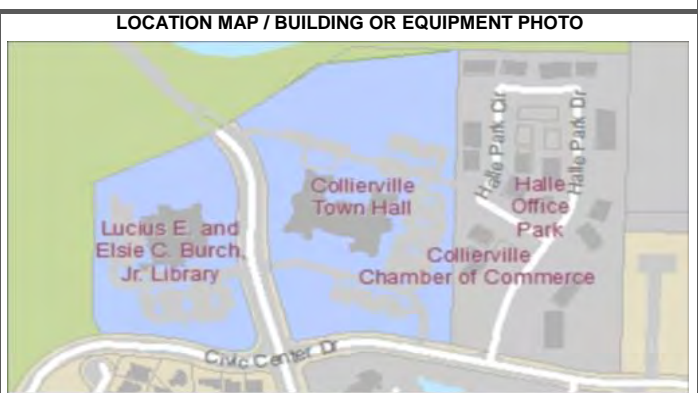 LOCATION MAP / BUILDING OR EQUIPMENT PHOTO
Halle Park Cir
Halle Park Dr
Collierville
Town Hall
Halle
Office
Park
Lucius E. and
Elsie C. Burch,
Jr. Library
Collierville
Chamber of Commerce
Civic Center Dr